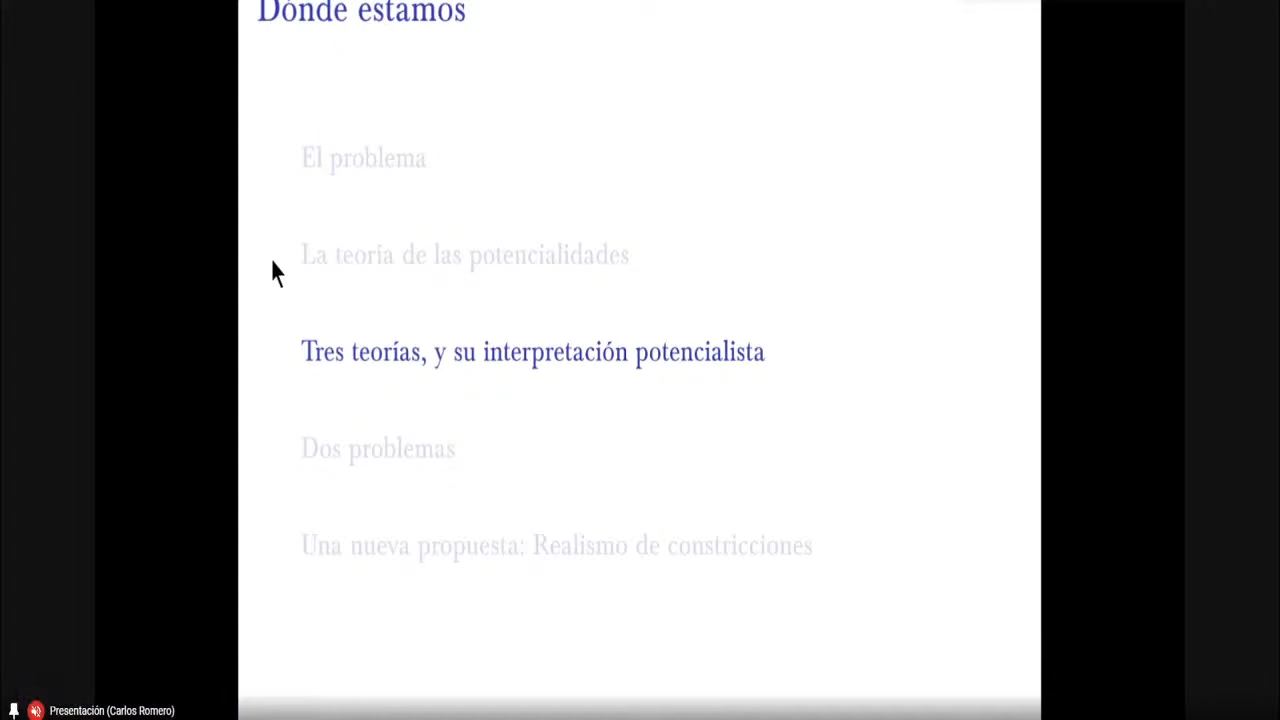 Dónde estamos
El problema
La teoría de las potencialidades
Tres teorías, y su interpretación potencialista
Dos problemas
Una nueva propuesta: Realismo de constricciones
Presentación (Carlos Romero)